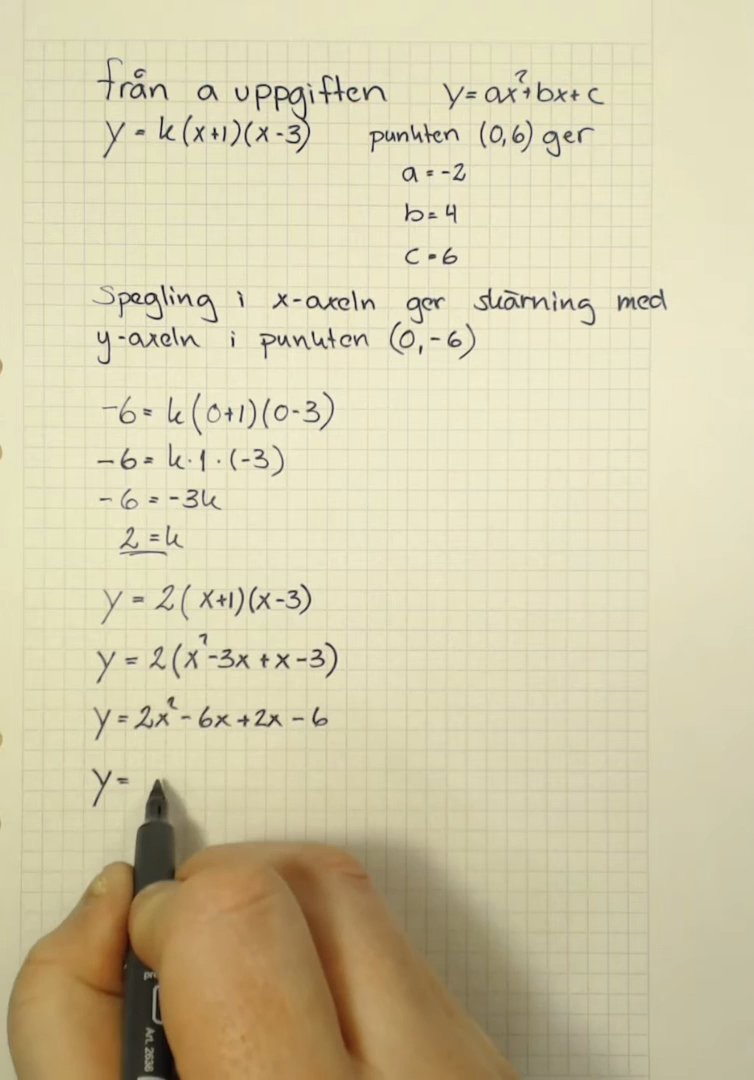 från a uppgiften y=ax²+bx+c
y = k(x+1)(x-3) punkten (0,6) ger
a = -2
b = 4
c = 6
Spegling i x-axeln ger skärning med
y-axeln i punkten (0,-6)
-6 = k(0+1)(0-3)
-6 = k·1·(-3)
-6 = -3k
2 = k
y = 2(x+1)(x-3)
y = 2(x²-3x+x-3)
y = 2x²-6x+2x-6
y =
Art. 2636